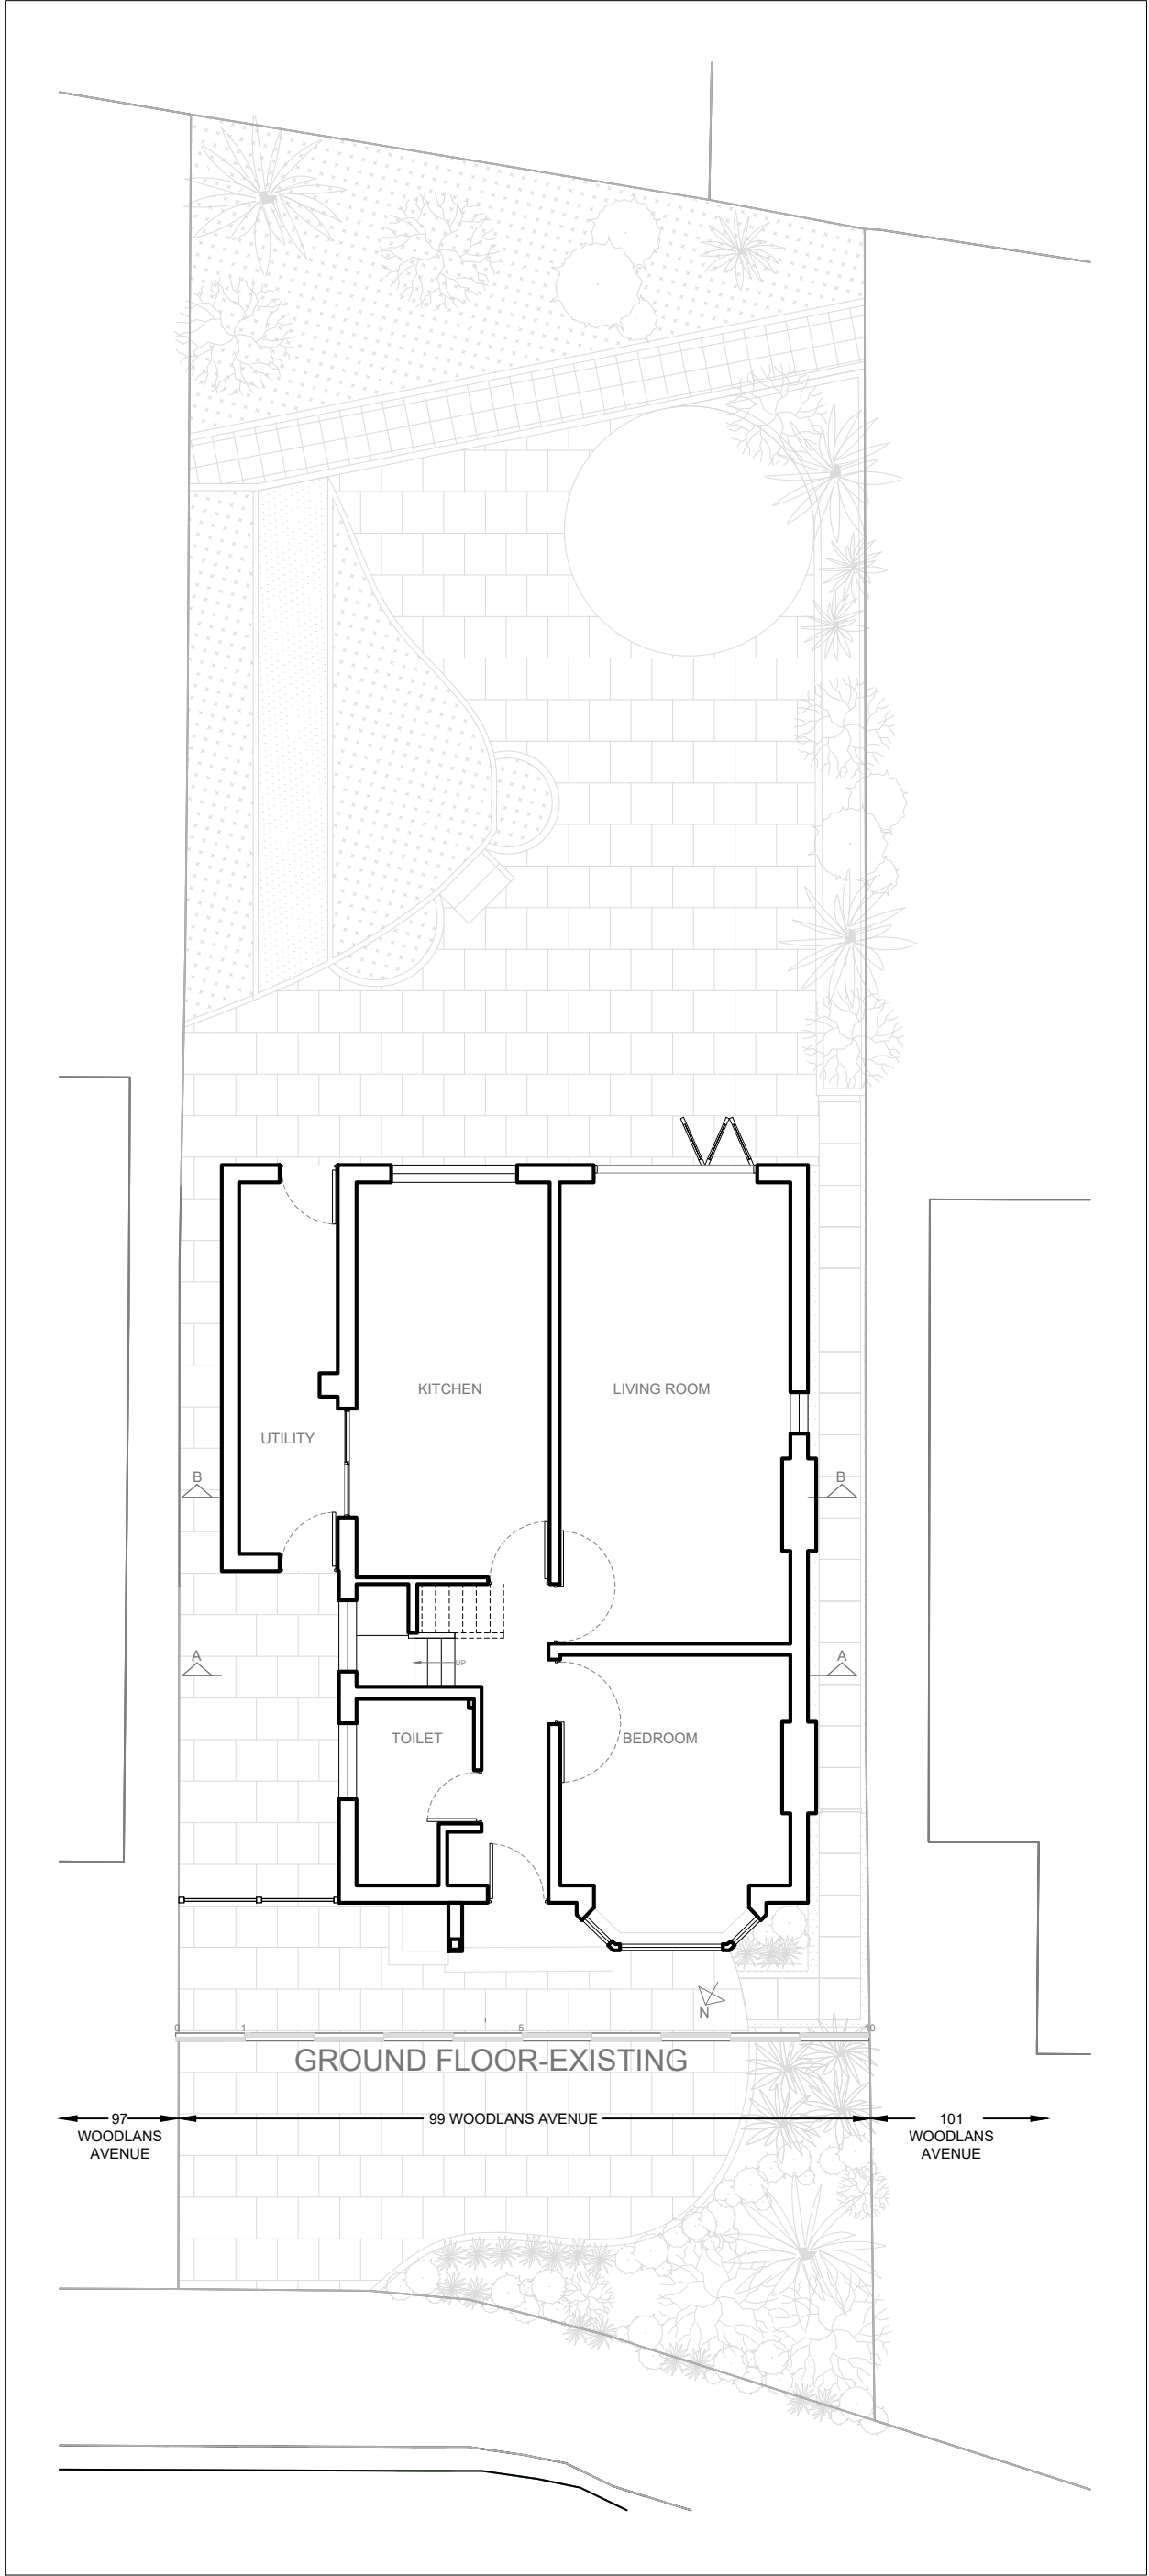 KITCHEN
LIVING ROOM
UTILITY
B
B
A
A
UP
TOILET
BEDROOM
N
0
1
5
10
GROUND FLOOR-EXISTING
97
WOODLANS
AVENUE
99 WOODLANS AVENUE
101
WOODLANS
AVENUE